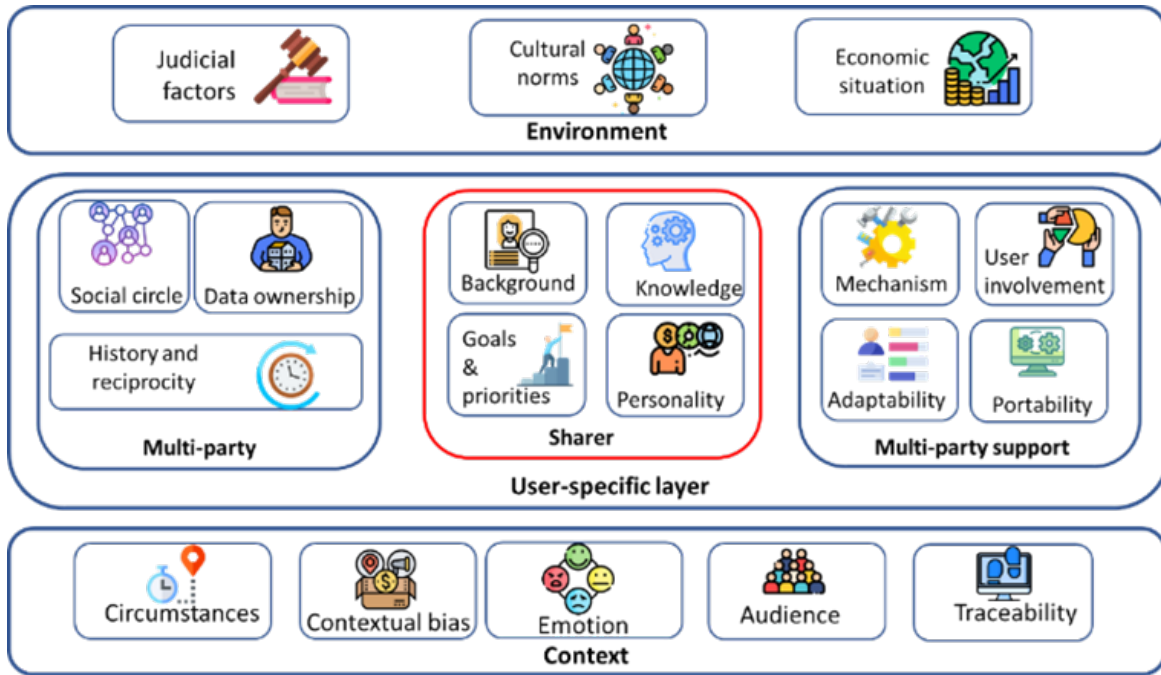 Judicial
factors
Cultural
norms
Economic
situation
Environment
Social circle
Data ownership
History and
reciprocity
Multi-party
Background
Knowledge
Goals
&
priorities
Personality
Sharer
Mechanism
User
involvement
Adaptability
Portability
Multi-party support
User-specific layer
Circumstances
Contextual bias
Emotion
Audience
Traceability
Context